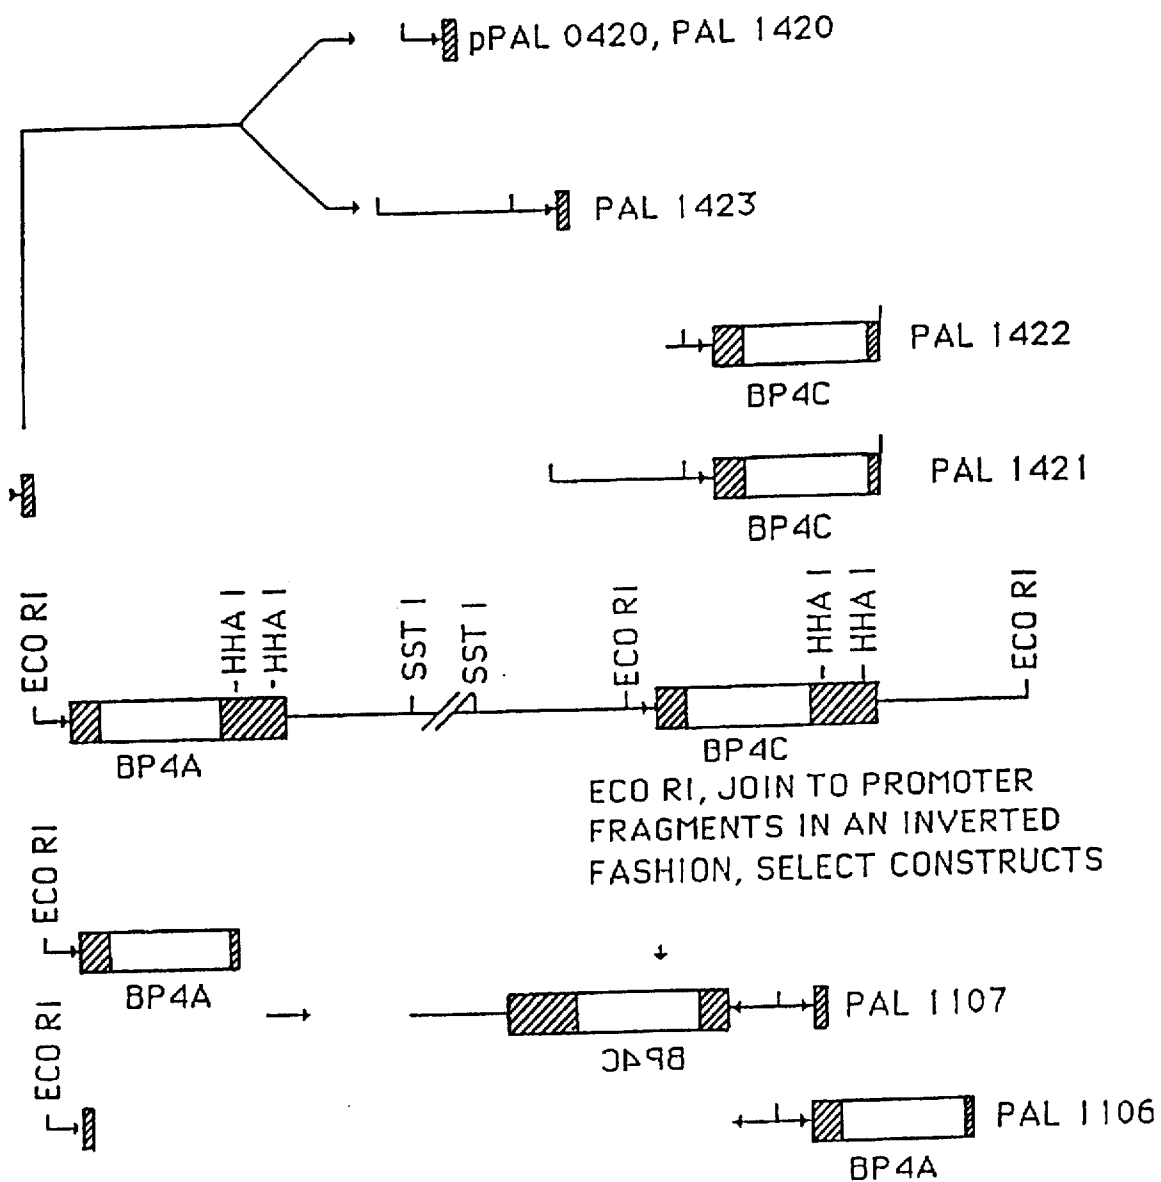 pPAL 0420, PAL 1420
PAL 1423
PAL 1422
BP4C
PAL 1421
BP4C
ECO RI
HHA I
HHA I
SST I
SST I
ECO RI
HHA I
HHA I
ECO RI
BP4A
BP4C
ECO RI, JOIN TO PROMOTER
FRAGMENTS IN AN INVERTED
FASHION, SELECT CONSTRUCTS
ECO RI
BP4A
ECO RI
PAL 1107
BP4C
PAL 1106
BP4A